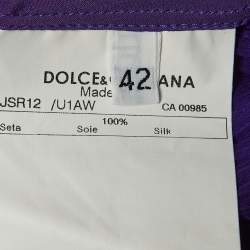 DOLCE& ANA
42
Made
JSR12 /U1AW CA 00985
100%
Seta Soie Silk